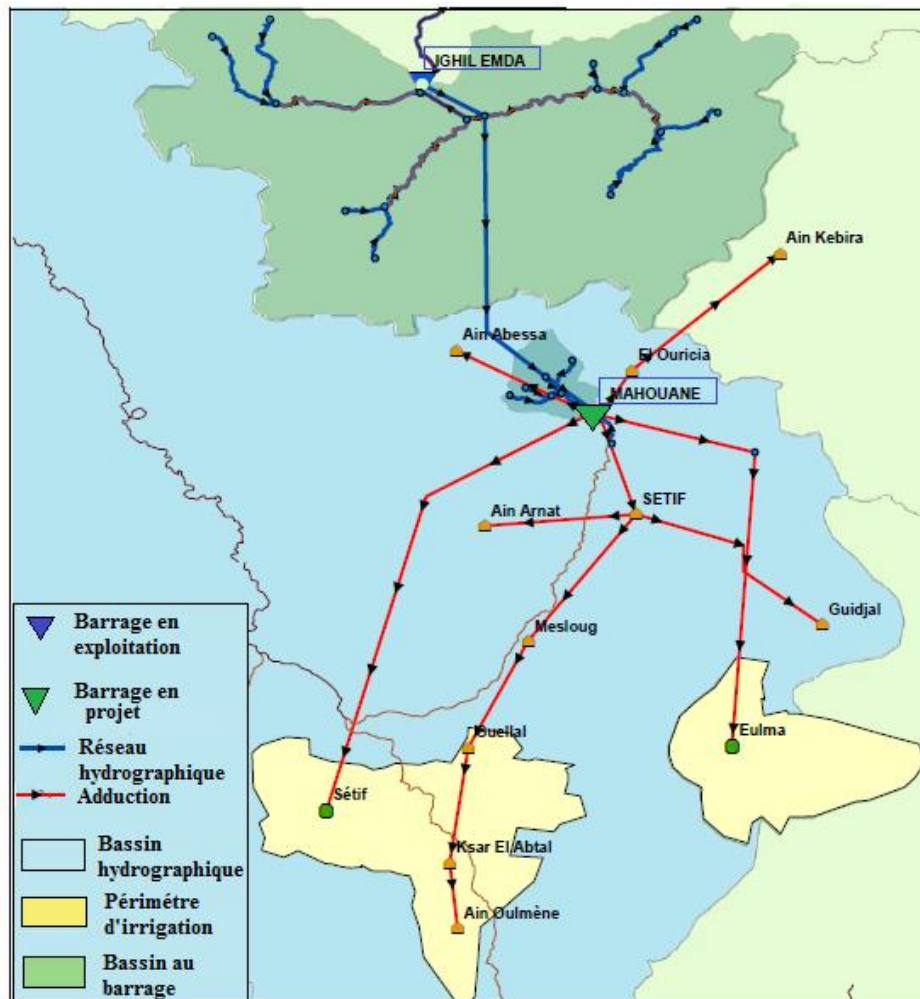 IGHIL EMDA
Ain Kebira
Ain Abessa
El Ouricia
MAHOUANE
Ain Arnat
SETIF
Guidjal
Mesloug
Guellal
Eulma
Sétif
Ksar El Abtal
Ain Oulmène
Barrage en
exploitation
Barrage en
projet
Réseau
hydrographique
Adduction
Bassin
hydrographique
Périmétre
d'irrigation
Bassin au
barrage